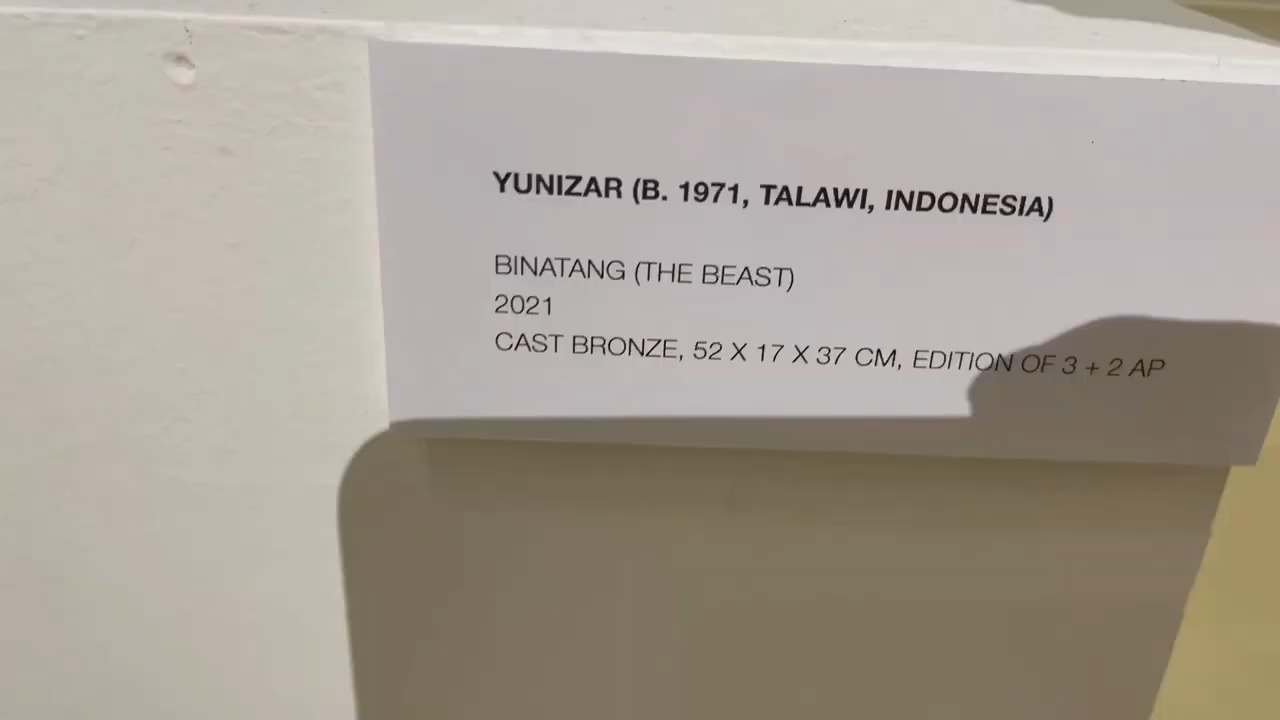 YUNIZAR (B. 1971, TALAWI, INDONESIA)
BINATANG (THE BEAST)
2021
CAST BRONZE, 52 X 17 X 37 CM, EDITION OF 3 + 2 AP